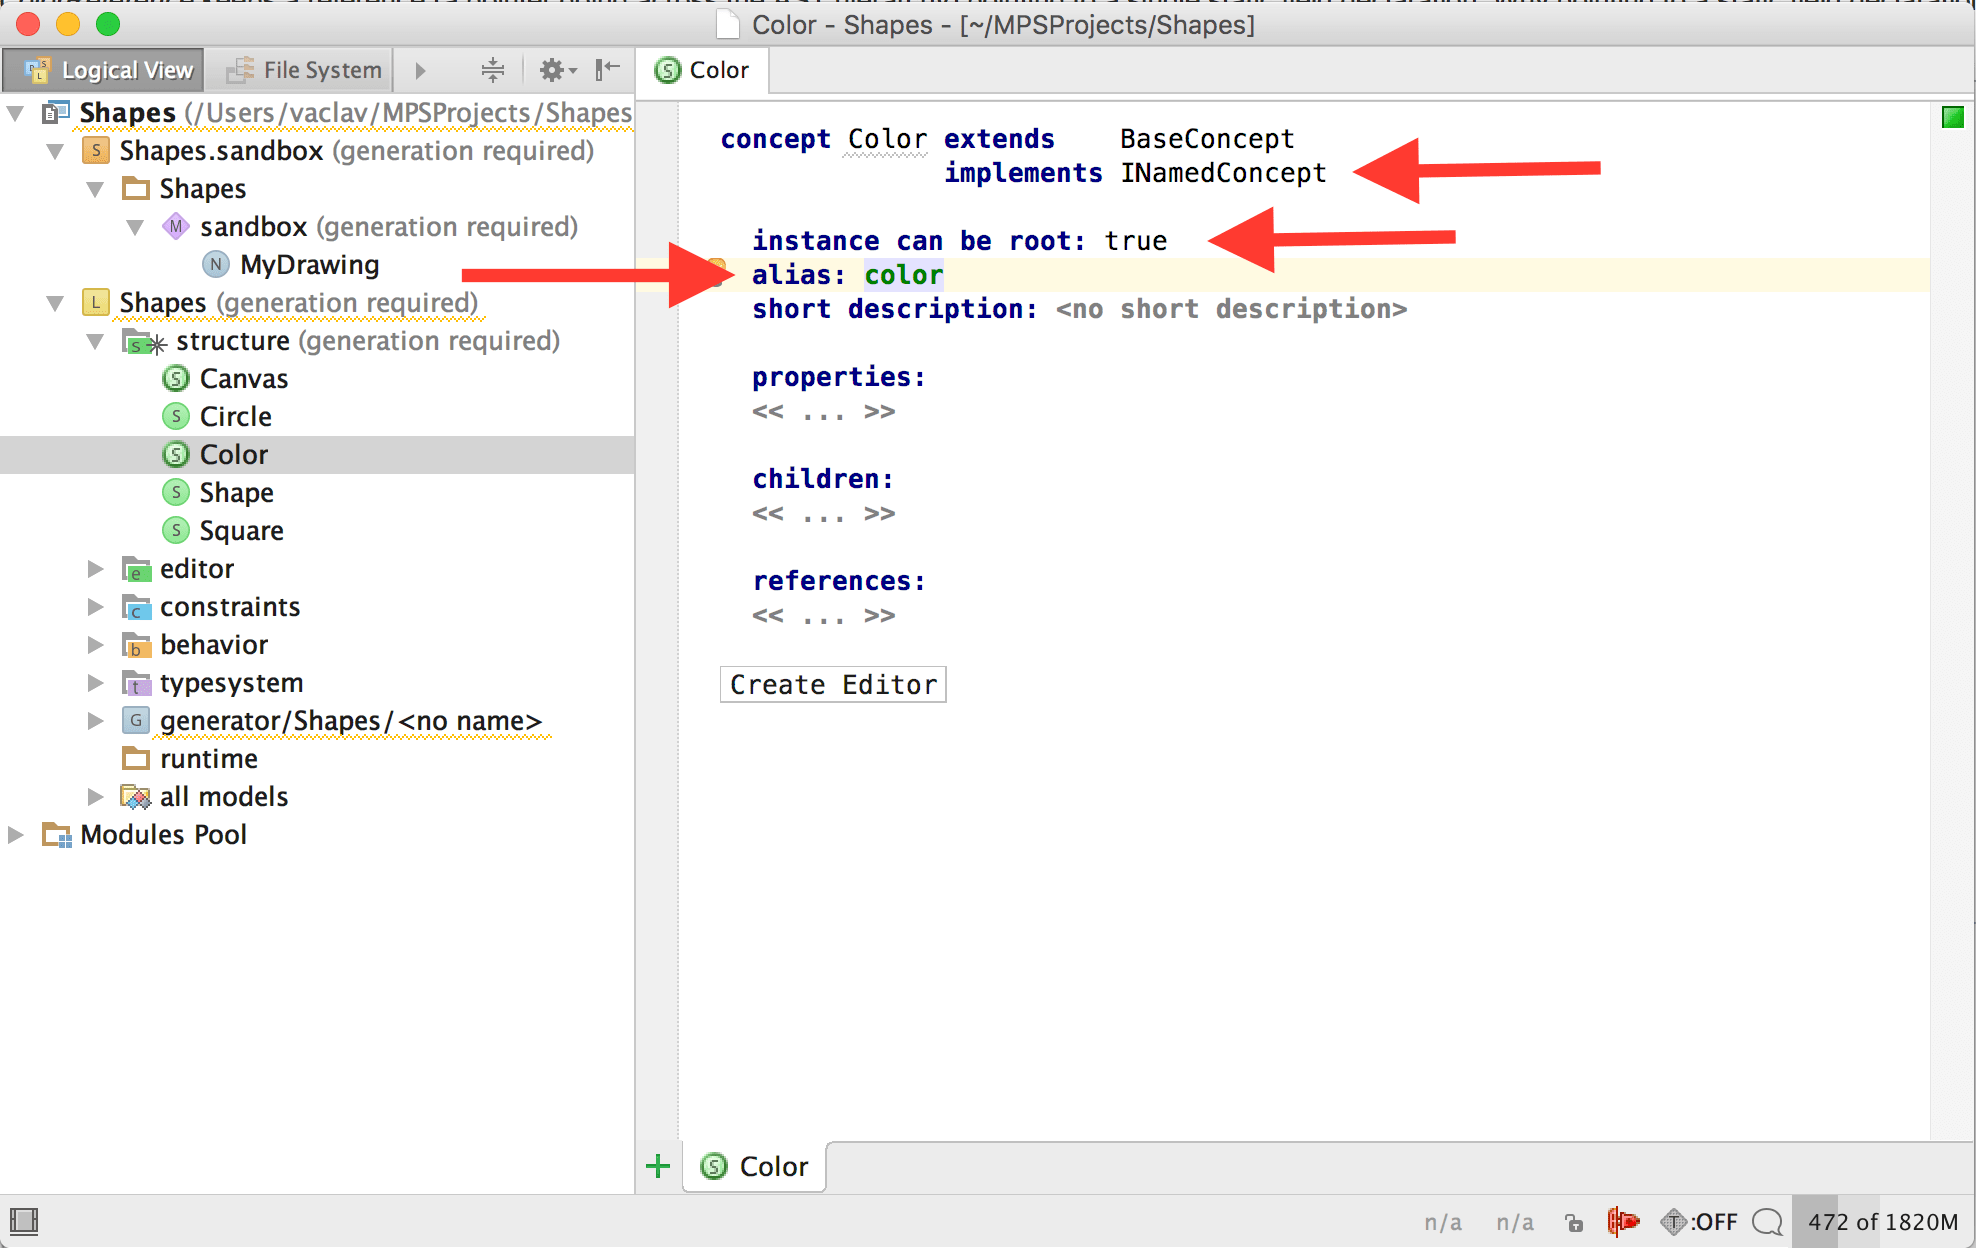 Color - Shapes - [~/MPSProjects/Shapes]
Logical View
File System
Color
Shapes (/Users/vaclav/MPSProjects/Shapes
S Shapes.sandbox (generation required)
Shapes
M sandbox (generation required)
N MyDrawing
L Shapes (generation required)
s structure (generation required)
S Canvas
S Circle
S Color
S Shape
S Square
e editor
c constraints
b behavior
t typesystem
G generator/Shapes/<no name>
runtime
all models
Modules Pool
concept Color extends BaseConcept
implements INamedConcept
instance can be root: true
alias: color
short description: <no short description>
properties:
<< ... >>
children:
<< ... >>
references:
<< ... >>
Create Editor
S Color
n/a n/a T :OFF 472 of 1820M